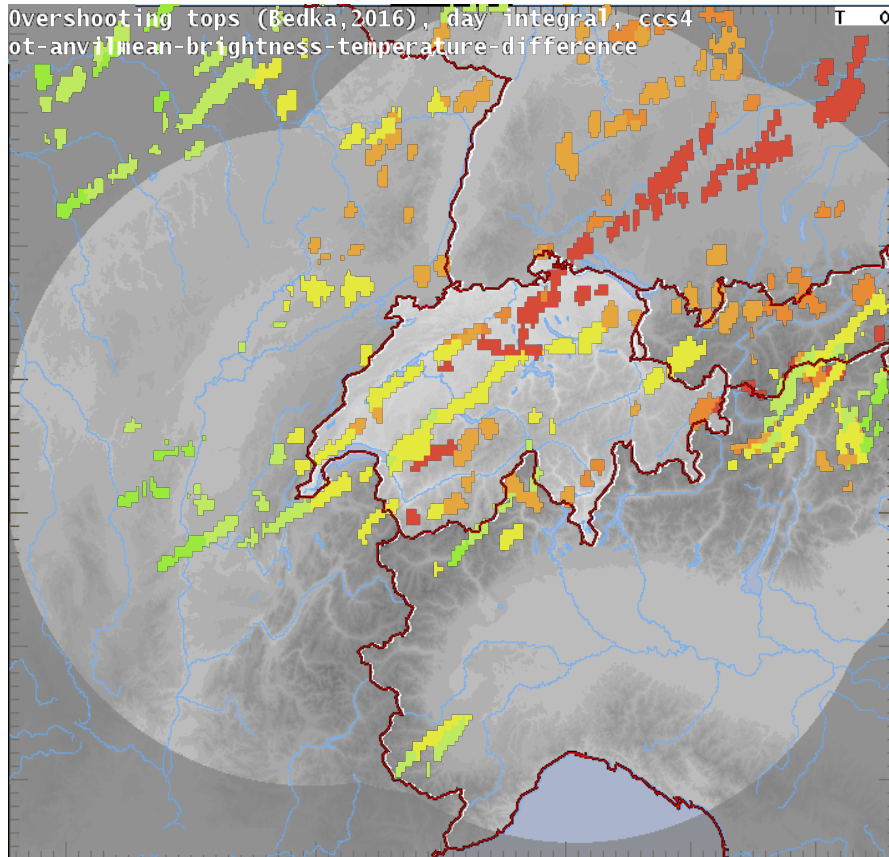 Overshooting tops (Bedka,2016), day integral, ccs4
ot-anvilmean-brightness-temperature-difference
T